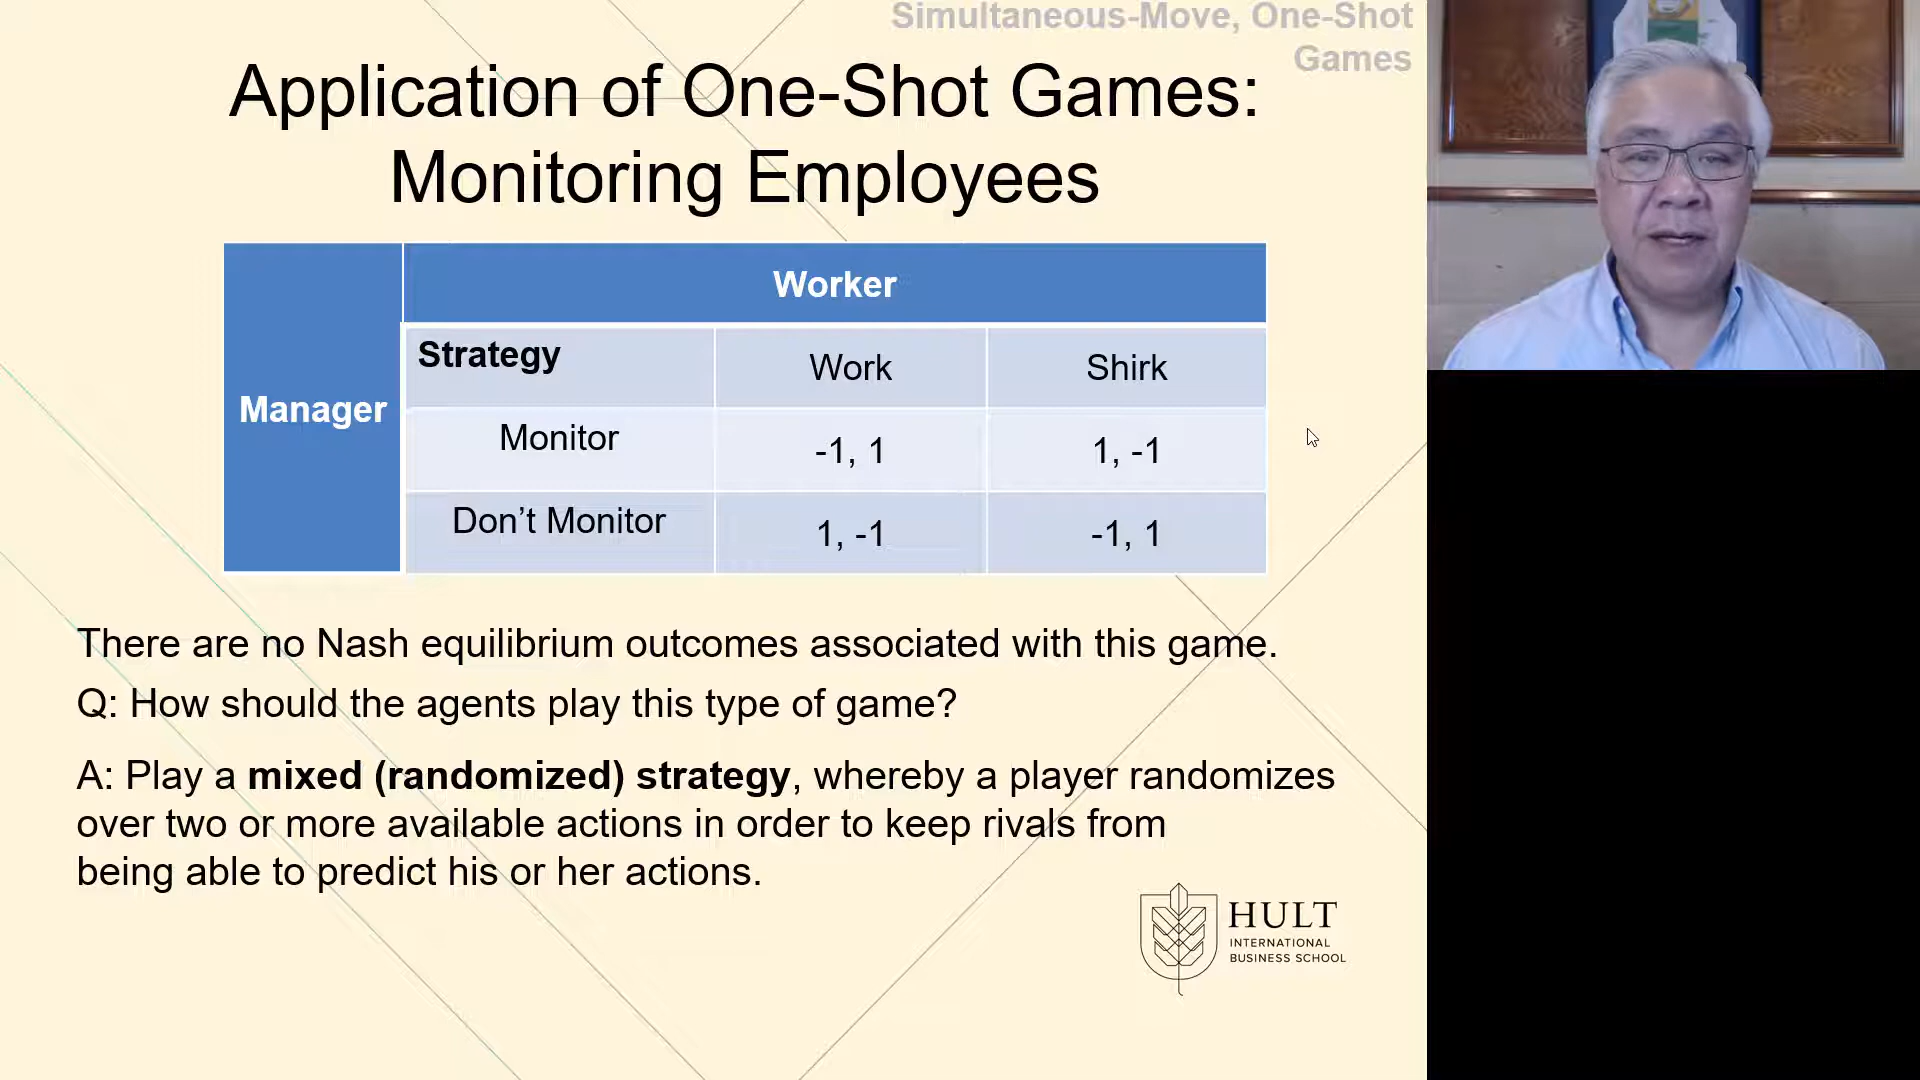 Simultaneous-Move, One-Shot
Games
Application of One-Shot Games:
Monitoring Employees
Worker
Manager
Strategy
Work
Shirk
Monitor
-1, 1
1, -1
Don’t Monitor
1, -1
-1, 1
There are no Nash equilibrium outcomes associated with this game.
Q: How should the agents play this type of game?
A: Play a mixed (randomized) strategy, whereby a player randomizes
over two or more available actions in order to keep rivals from
being able to predict his or her actions.
HULT
INTERNATIONAL
BUSINESS SCHOOL